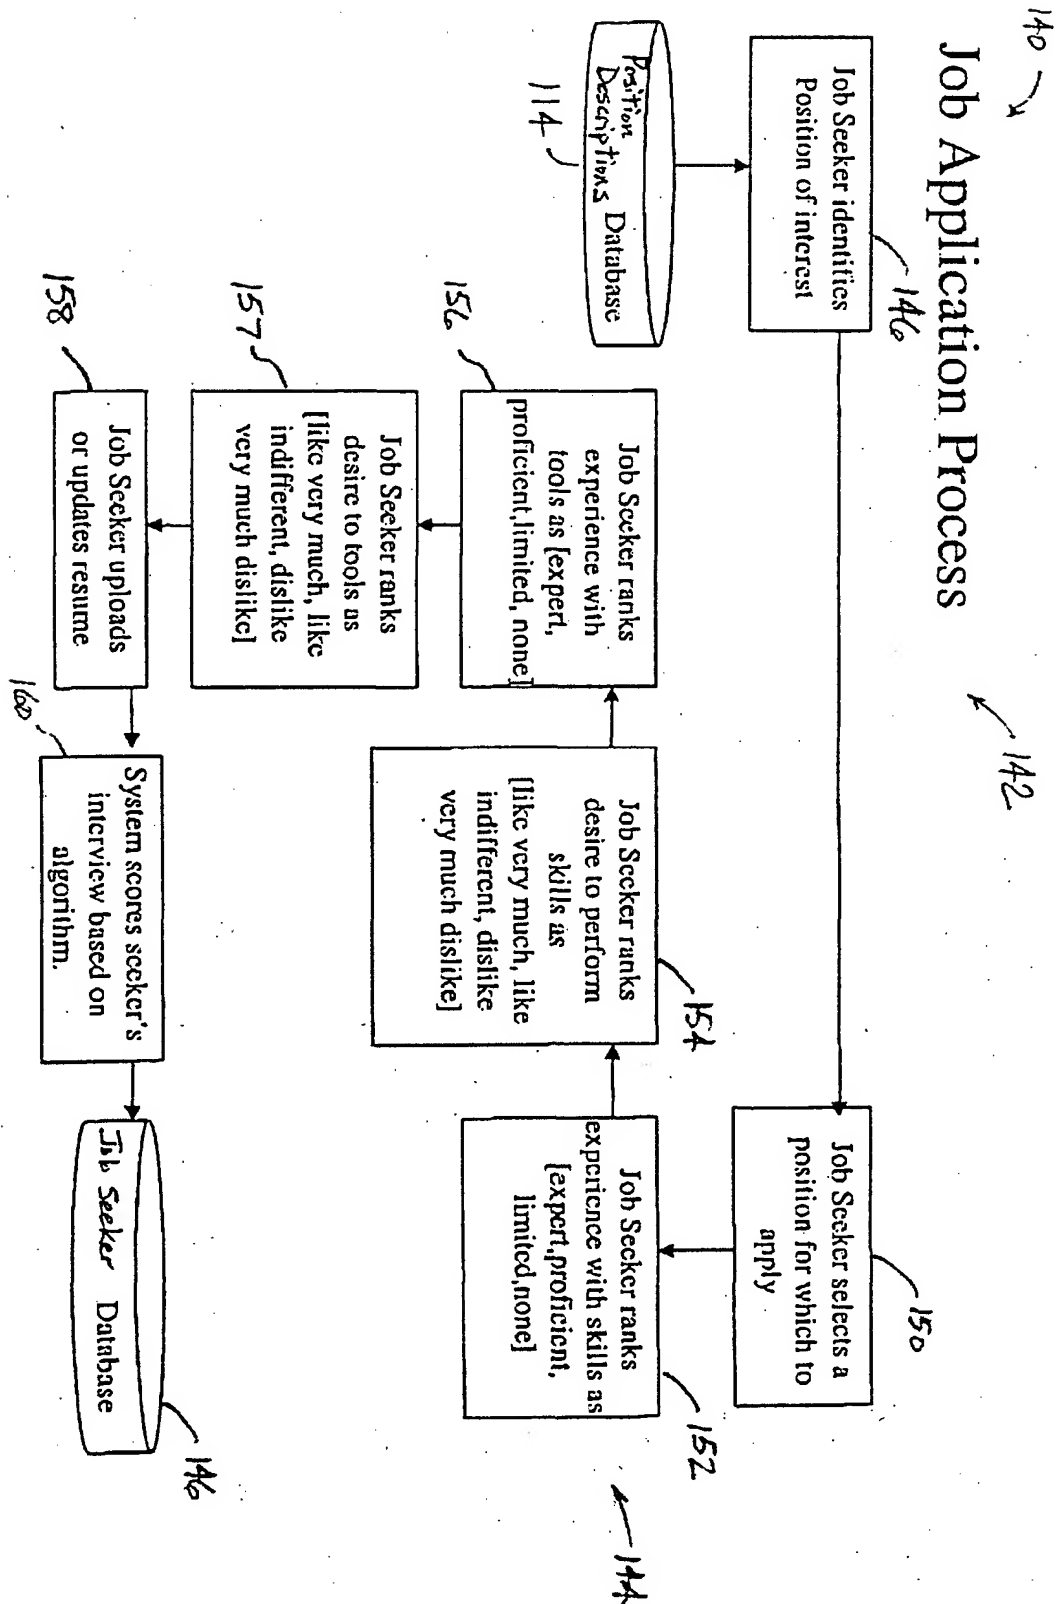 140
Job Application Process
142
Job Seeker identifies
Position of interest
146
Position
Descriptions Database
114
Job Seeker selects a
position for which to
apply
150
Job Seeker ranks
experience with skills as
[expert,proficient,
limited,none]
152
144
Job Seeker ranks
desire to perform
skills as
[like very much, like
indifferent, dislike
very much dislike]
154
Job Seeker ranks
experience with
tools as [expert,
proficient,limited, none]
156
Job Seeker ranks
desire to tools as
[like very much, like
indifferent, dislike
very much dislike]
157
Job Seeker uploads
or updates resume
158
System scores seeker's
interview based on
algorithm.
160
Job Seeker Database
146